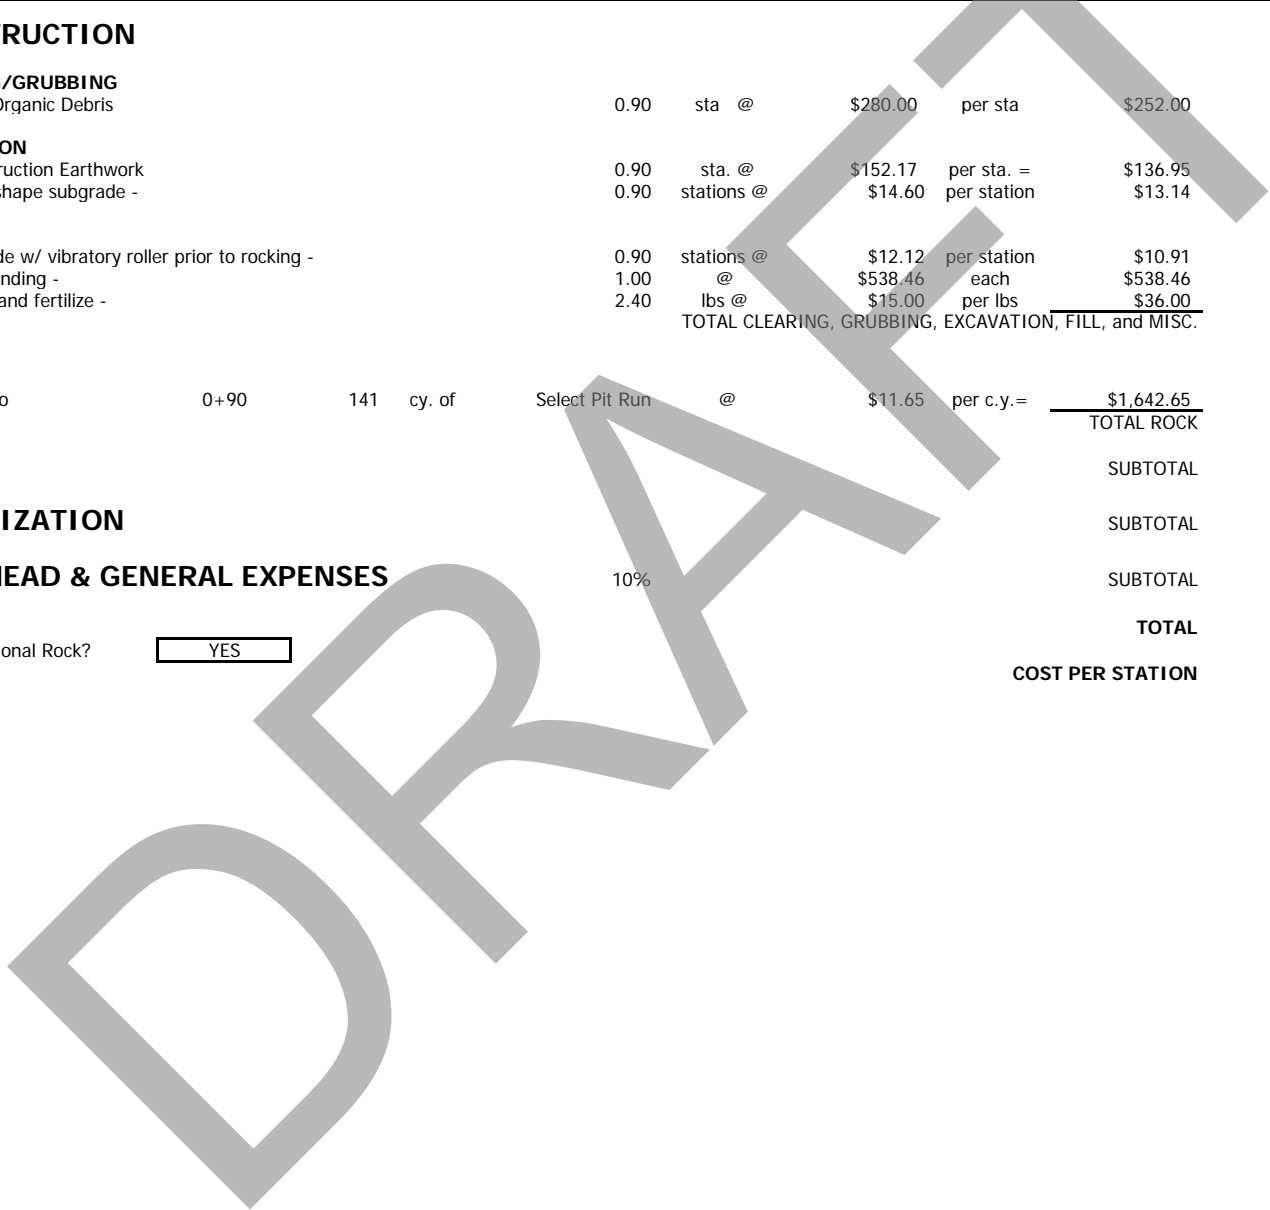 RUCTION
/GRUBBING
Organic Debris 0.90 sta @ $280.00 per sta $252.00
ON
ruction Earthwork 0.90 sta. @ $152.17 per sta. = $136.95
shape subgrade - 0.90 stations @ $14.60 per station $13.14
de w/ vibratory roller prior to rocking - 0.90 stations @ $12.12 per station $10.91
nding - 1.00 @ $538.46 each $538.46
and fertilize - 2.40 lbs @ $15.00 per lbs $36.00
TOTAL CLEARING, GRUBBING, EXCAVATION, FILL, and MISC.
o 0+90 141 cy. of Select Pit Run @ $11.65 per c.y.= $1,642.65
TOTAL ROCK
SUBTOTAL
IZATION SUBTOTAL
HEAD & GENERAL EXPENSES 10% SUBTOTAL
TOTAL
onal Rock? YES
COST PER STATION
DRAFT